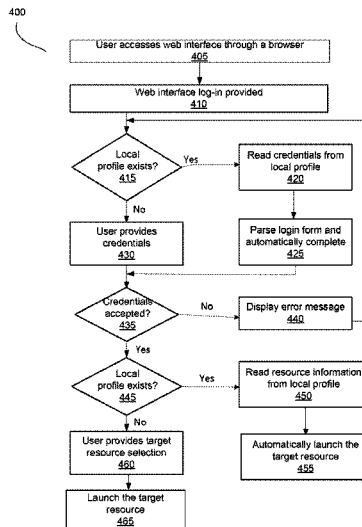 400
User accesses web interface through a browser
405
Web interface log-in provided
410
Local
profile exists?
415
Yes
Read credentials from
local profile
420
No
User provides
credentials
430
Parse login form and
automatically complete
425
Credentials
accepted?
435
No
Display error message
440
Yes
Local
profile exists?
445
Yes
Read resource information
from local profile
450
No
User provides target
resource selection
460
Automatically launch the
target resource
455
Launch the target
resource
465